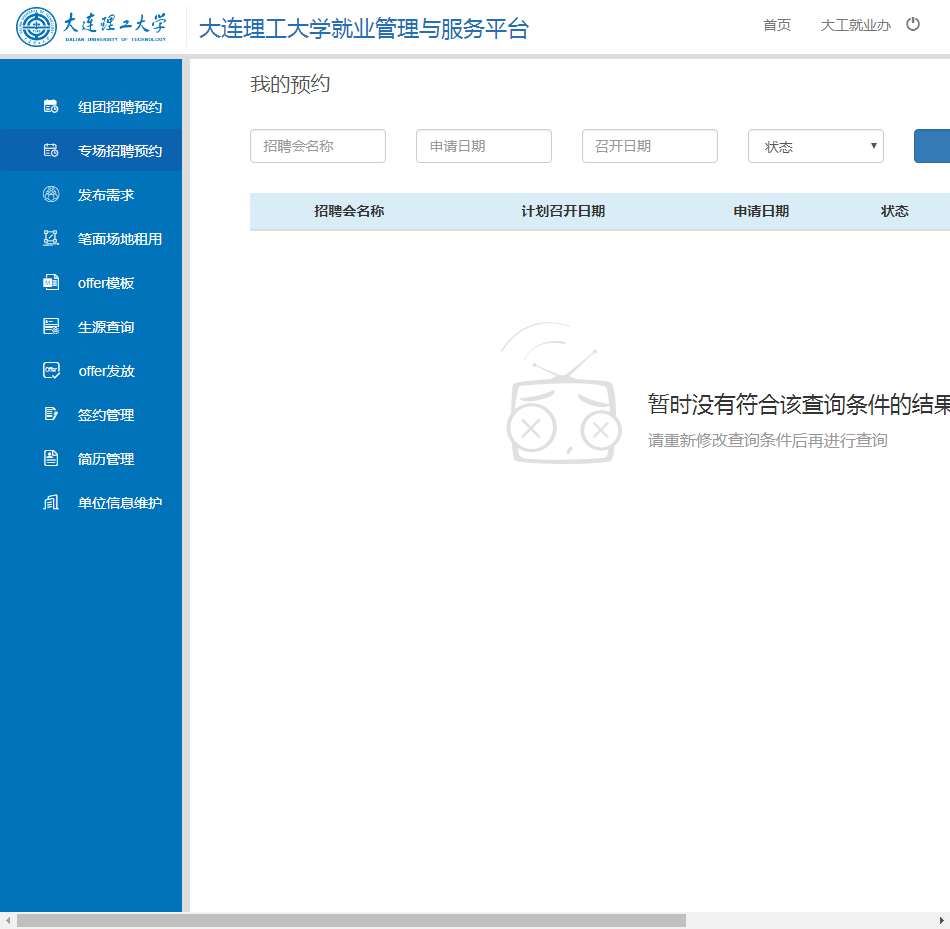 大连理工大学
DALIAN UNIVERSITY OF TECHNOLOGY
大连理工大学就业管理与服务平台
首页 大工就业办
组团招聘预约
专场招聘预约
发布需求
笔面场地租用
offer模板
生源查询
offer发放
签约管理
简历管理
单位信息维护
我的预约
招聘会名称 申请日期 召开日期 状态
招聘会名称 计划召开日期 申请日期 状态
暂时没有符合该查询条件的结果
请重新修改查询条件后再进行查询